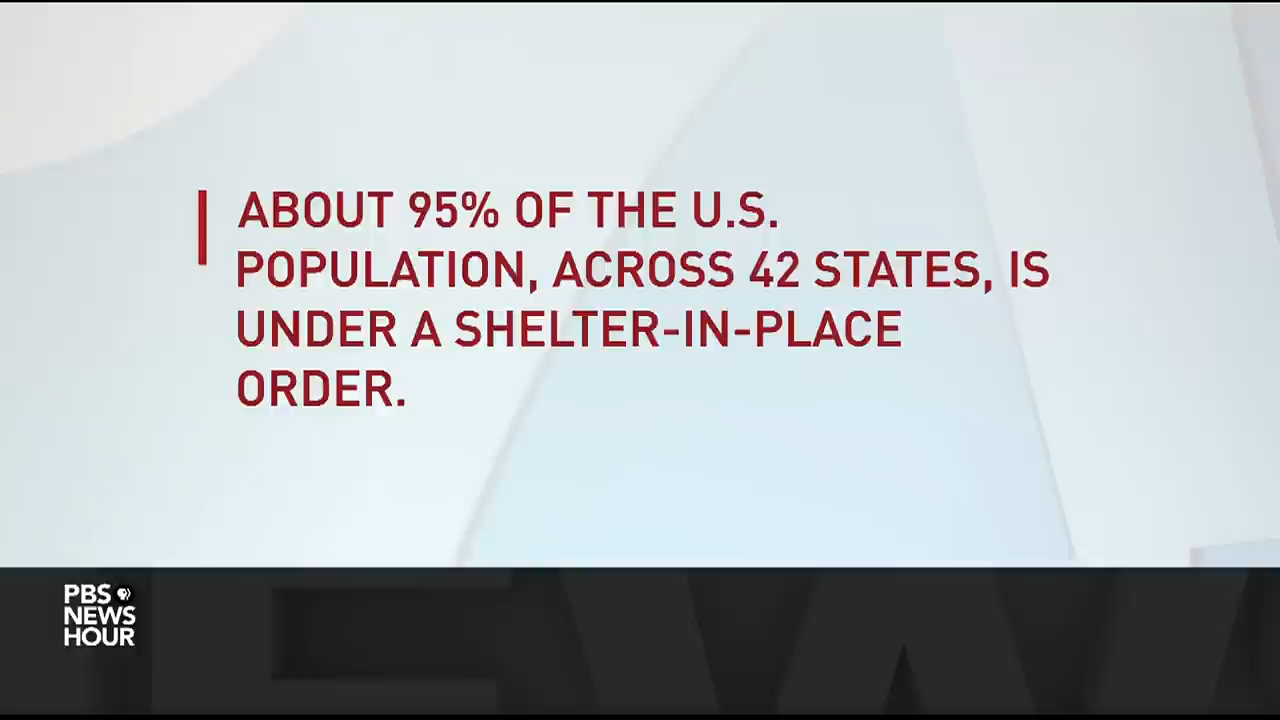 ABOUT 95% OF THE U.S.
POPULATION, ACROSS 42 STATES, IS
UNDER A SHELTER-IN-PLACE
ORDER.
PBS
NEWS
HOUR